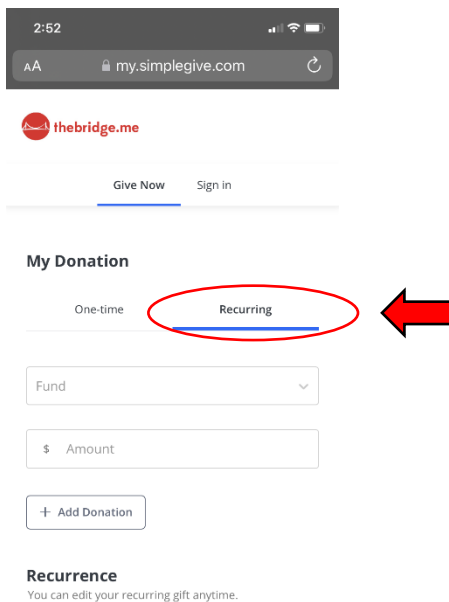 2:52
AA my.simplegive.com
thebridge.me
Give Now Sign in
My Donation
One-time Recurring
Fund
$ Amount
+ Add Donation
Recurrence
You can edit your recurring gift anytime.